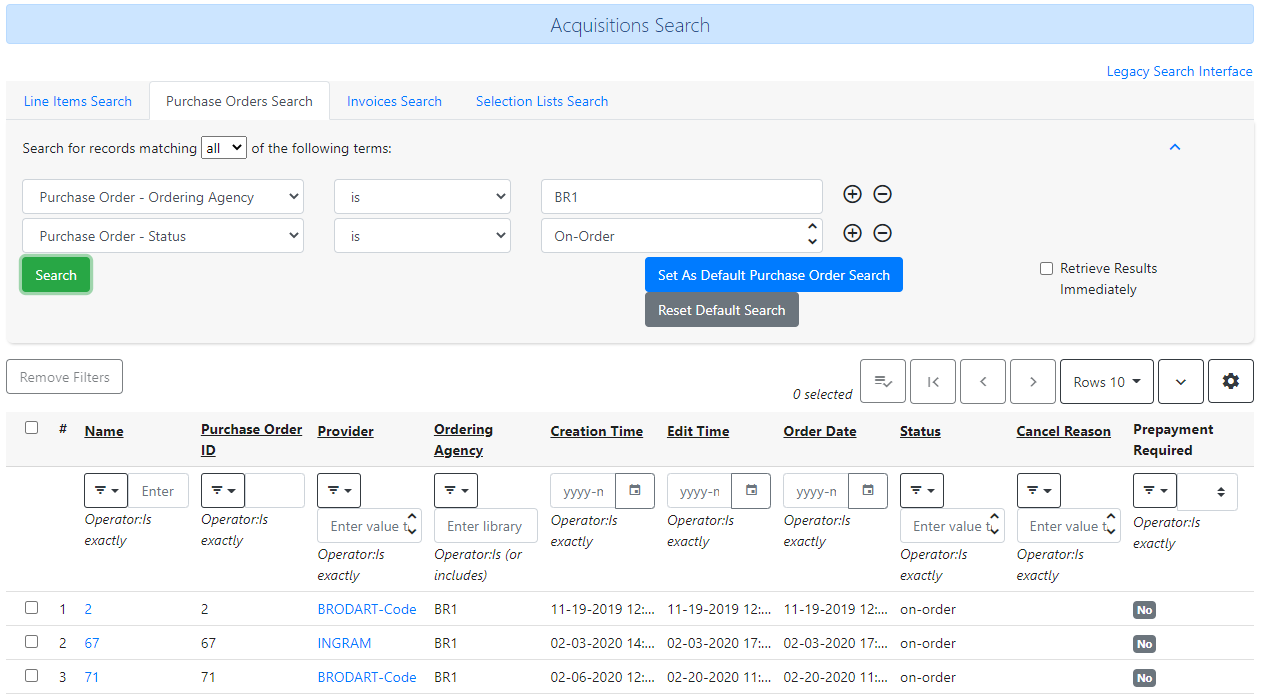 Acquisitions Search
Legacy Search Interface
Line Items Search Purchase Orders Search Invoices Search Selection Lists Search
Search for records matching all of the following terms:
Purchase Order - Ordering Agency is BR1
Purchase Order - Status is On-Order
Search Set As Default Purchase Order Search Retrieve Results
Immediately
Reset Default Search
Remove Filters 0 selected Rows 10
# Name Purchase Order Provider Ordering Creation Time Edit Time Order Date Status Cancel Reason Prepayment
ID Agency Required
Enter yyyy-n yyyy-n yyyy-n
Operator:Is Operator:Is Enter value t Enter library Operator:Is Operator:Is Operator:Is Enter value t Enter value t Operator:Is
exactly exactly Operator:Is Operator:Is (or exactly exactly exactly Operator:Is Operator:Is exactly
exactly includes) exactly exactly
1 2 2 BRODART-Code BR1 11-19-2019 12:... 11-19-2019 12:... 11-19-2019 12:... on-order No
2 67 67 INGRAM BR1 02-03-2020 14:... 02-03-2020 17:... 02-03-2020 17:... on-order No
3 71 71 BRODART-Code BR1 02-06-2020 12:... 02-20-2020 11:... 02-20-2020 11:... on-order No